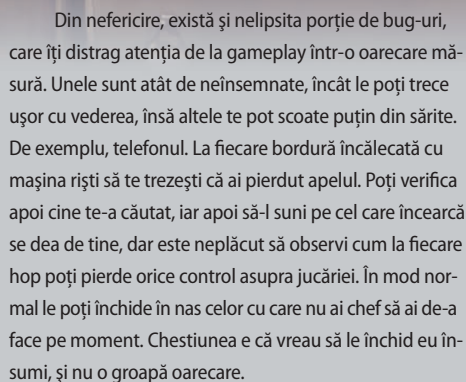 Din nefericire, există şi nelipsita porţie de bug-uri,
care îţi distrag atenţia de la gameplay într-o oarecare mă-
sură. Unele sunt atât de neînsemnate, încât le poţi trece
uşor cu vederea, însă altele te pot scoate puţin din sărite.
De exemplu, telefonul. La fiecare bordură încălecată cu
maşina rişti să te trezeşti că ai pierdut apelul. Poţi verifica
apoi cine te-a căutat, iar apoi să-l suni pe cel care încearcă
se dea de tine, dar este neplăcut să observi cum la fiecare
hop poţi pierde orice control asupra jucăriei. În mod nor-
mal le poţi închide în nas celor cu care nu ai chef să ai de-a
face pe moment. Chestiunea e că vreau să le închid eu în-
sumi, şi nu o groapă oarecare.